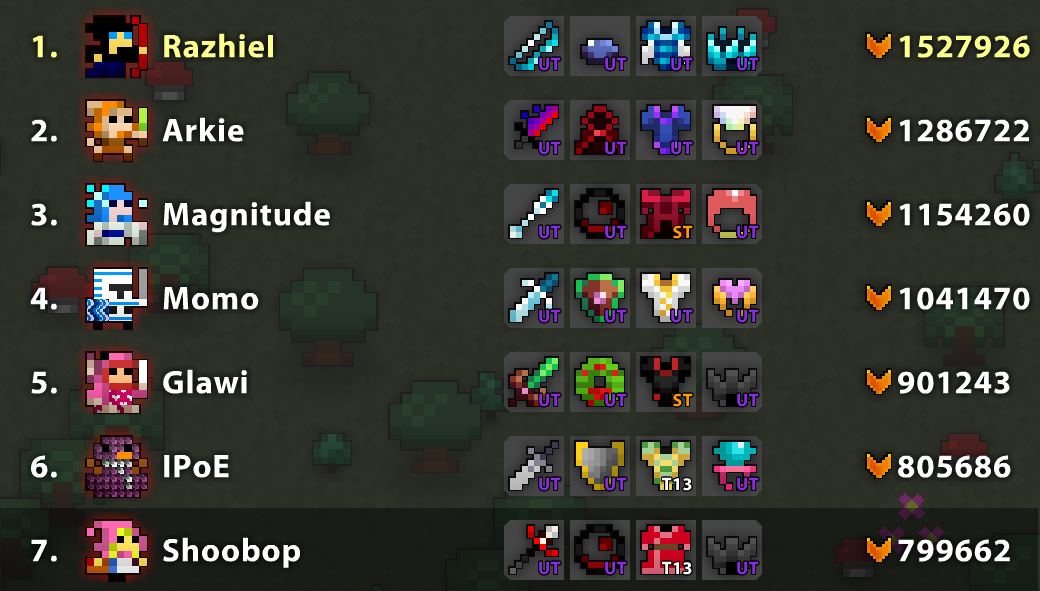 1. Razhiel UT UT UT UT 1527926
2. Arkie UT UT UT UT 1286722
3. Magnitude UT UT ST UT 1154260
4. Momo UT UT UT UT 1041470
5. Glawi UT UT ST UT 901243
6. IPoE UT UT T13 UT 805686
7. Shoobop UT UT T13 UT 799662